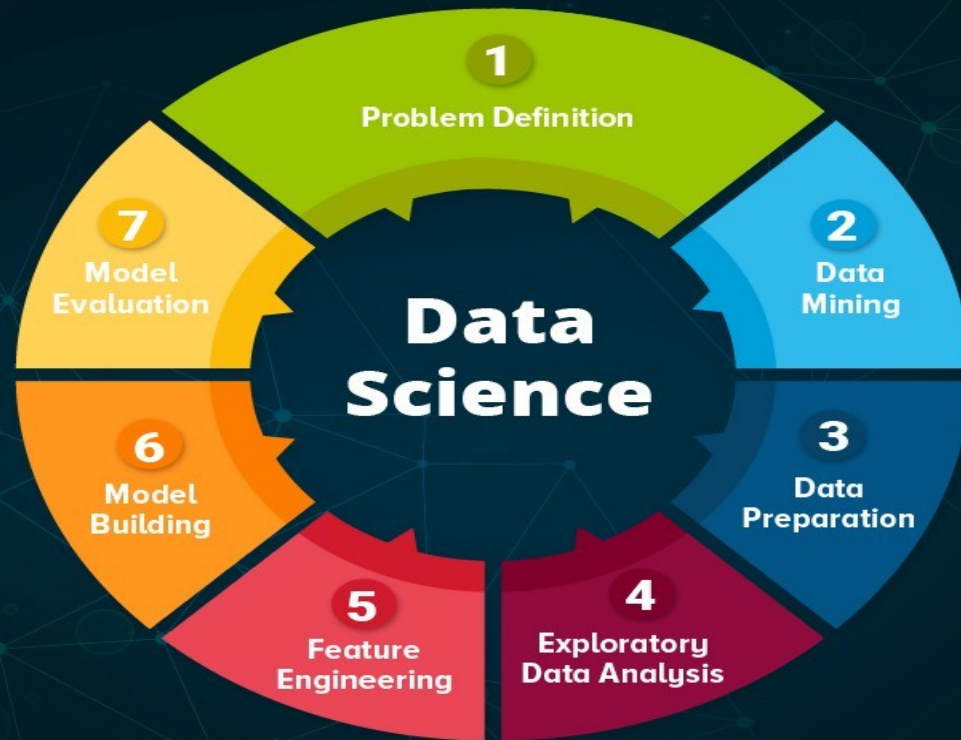 1
Problem Definition
2
Data
Mining
3
Data
Preparation
4
Exploratory
Data Analysis
5
Feature
Engineering
6
Model
Building
7
Model
Evaluation
Data
Science